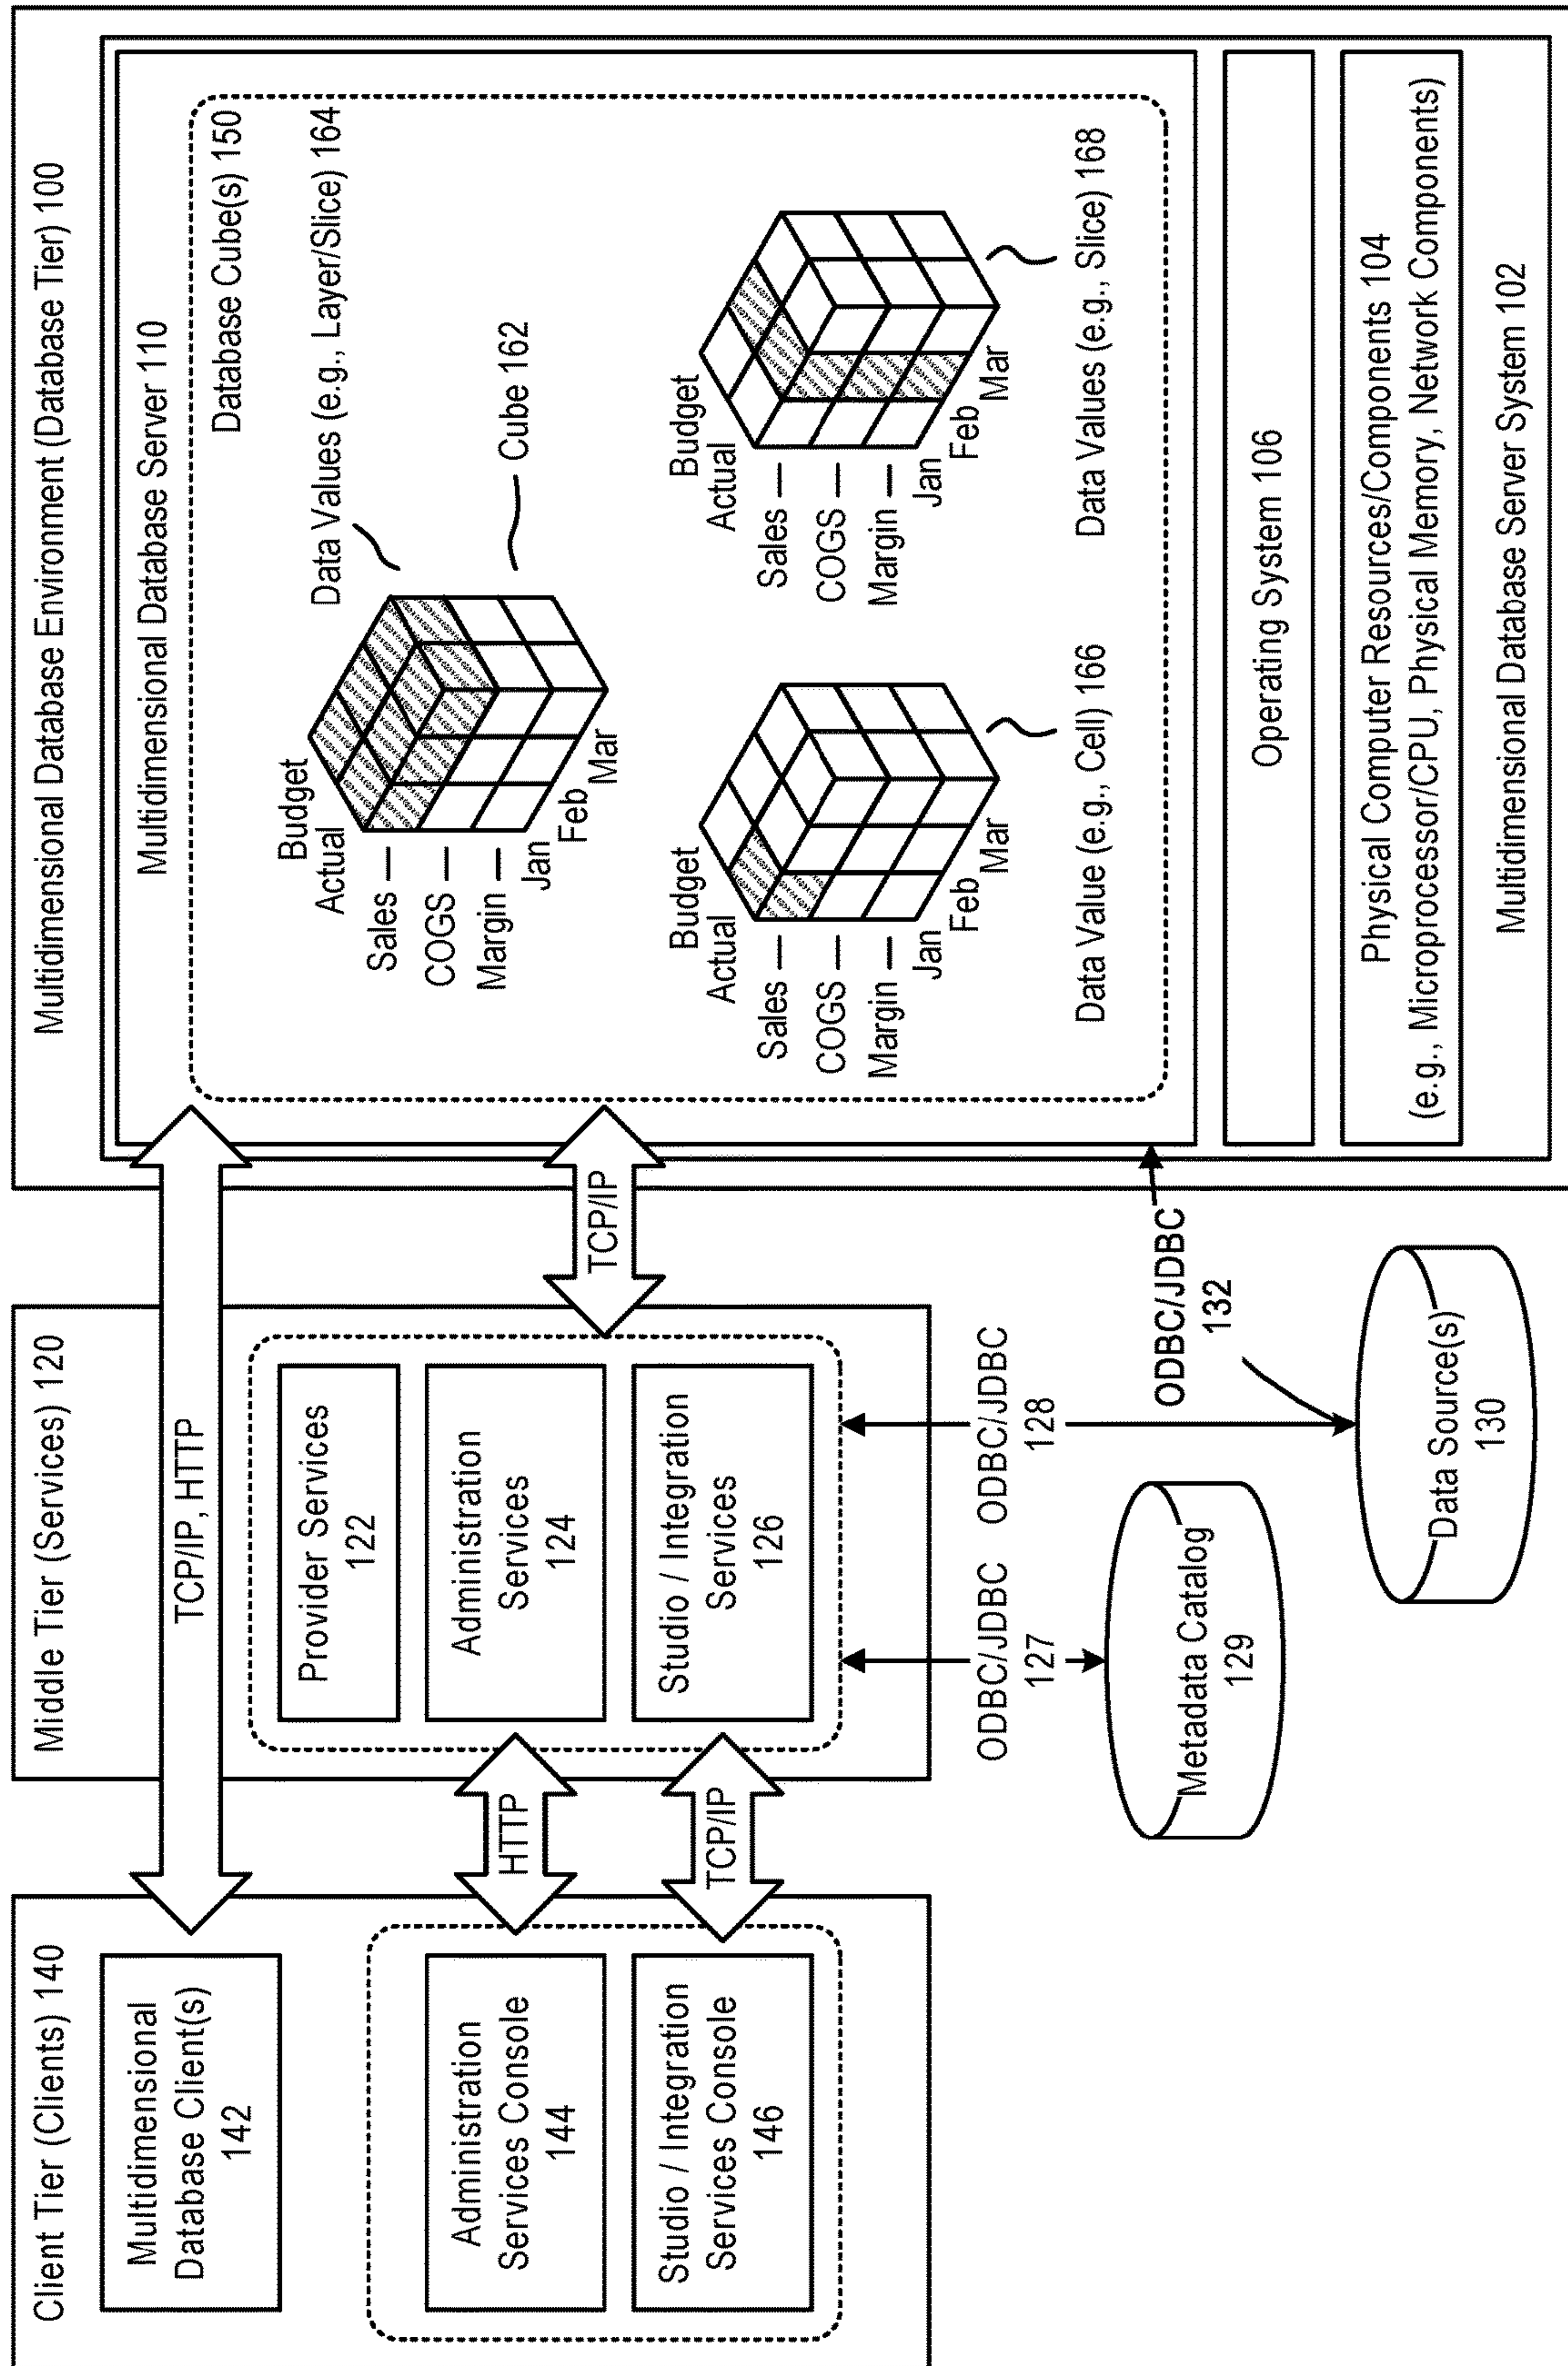 Client Tier (Clients) 140
Multidimensional
Database Client(s)
142
Administration
Services Console
144
Studio / Integration
Services Console
146
TCP/IP, HTTP
HTTP
TCP/IP
Middle Tier (Services) 120
Provider Services
122
Administration
Services
124
Studio / Integration
Services
126
TCP/IP
ODBC/JDBC
127
ODBC/JDBC
128
Metadata Catalog
129
ODBC/JDBC
132
Data Source(s)
130
Multidimensional Database Environment (Database Tier) 100
Multidimensional Database Server 110
Database Cube(s) 150
Data Values (e.g., Layer/Slice) 164
Cube 162
Budget
Actual
Sales
COGS
Margin
Jan
Feb
Mar
Budget
Actual
Sales
COGS
Margin
Jan
Feb
Mar
Data Value (e.g., Cell) 166
Budget
Actual
Sales
COGS
Margin
Jan
Feb
Mar
Data Values (e.g., Slice) 168
Operating System 106
Physical Computer Resources/Components 104
(e.g., Microprocessor/CPU, Physical Memory, Network Components)
Multidimensional Database Server System 102